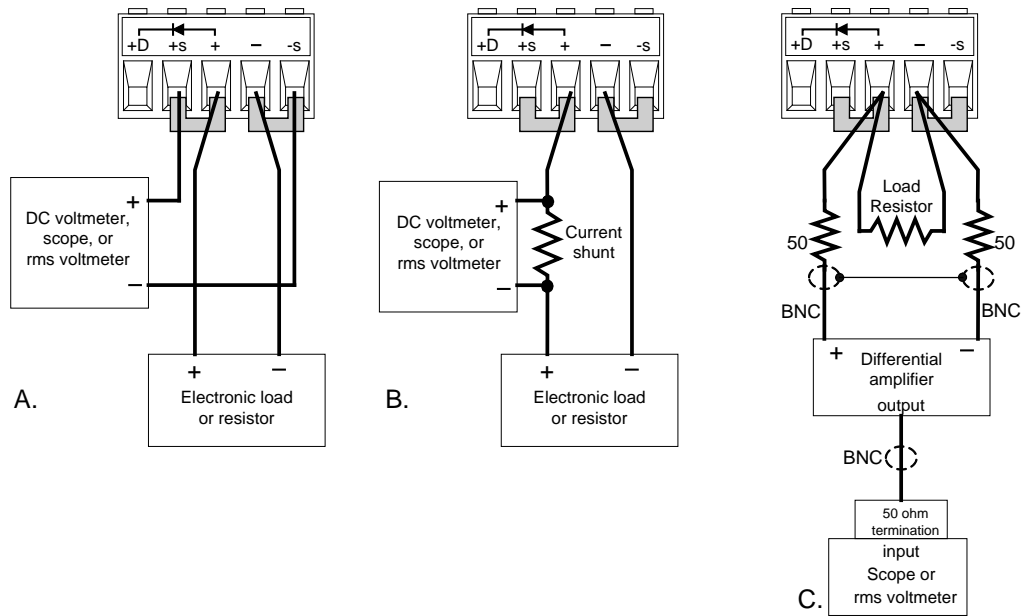 +D +s + − -s
+
DC voltmeter,
scope, or
rms voltmeter
−
+ −
Electronic load
or resistor
A.
+D +s + − -s
+
DC voltmeter,
scope, or
rms voltmeter
−
Current
shunt
+ −
Electronic load
or resistor
B.
+D +s + − -s
Load
Resistor
50 50
BNC BNC
+ −
Differential
amplifier
output
BNC
50 ohm
termination
input
Scope or
rms voltmeter
C.